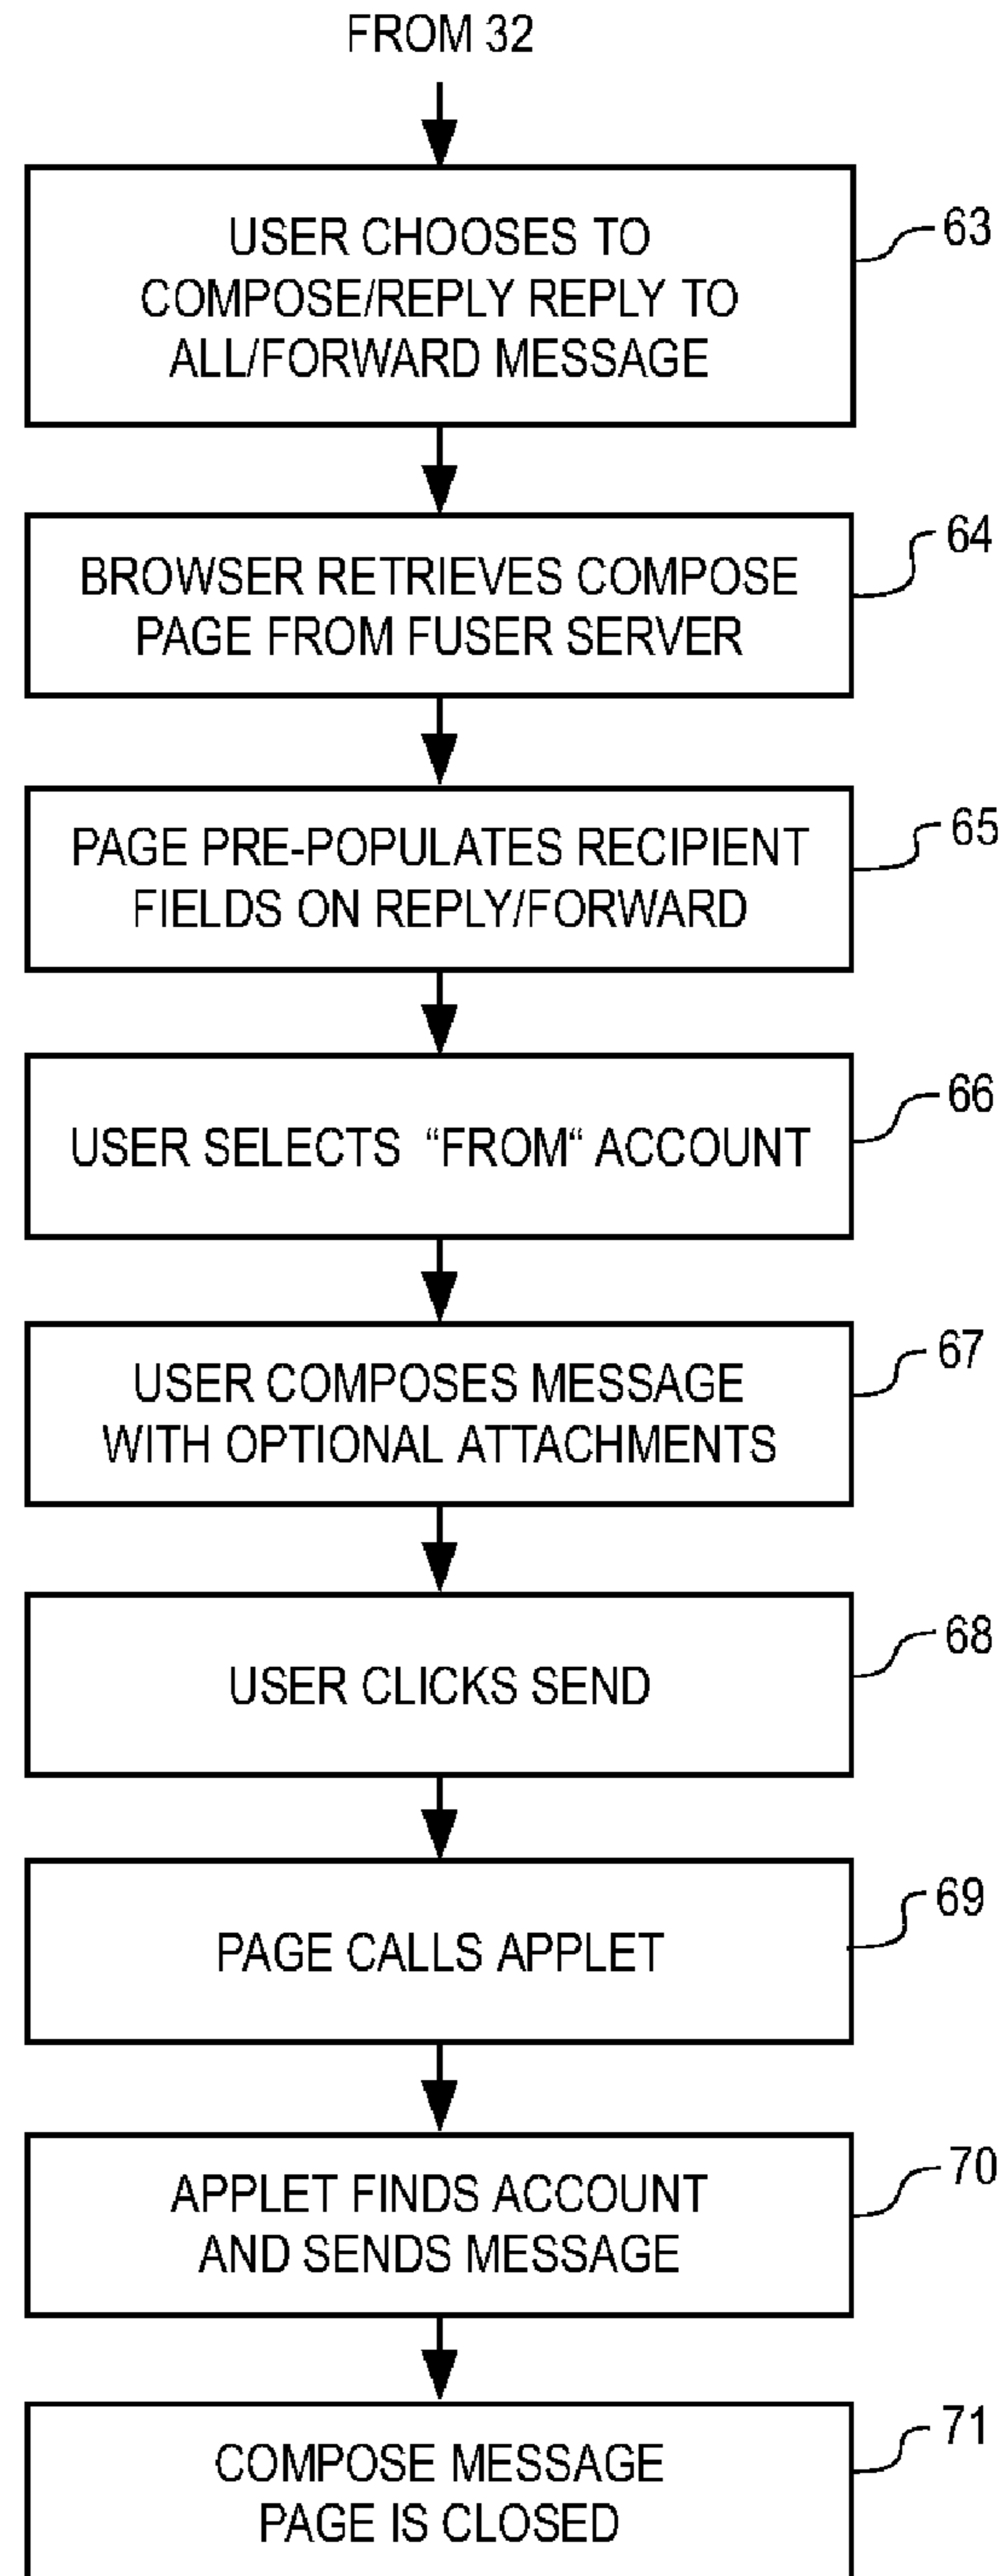 FROM 32
USER CHOOSES TO
COMPOSE/REPLY REPLY TO
ALL/FORWARD MESSAGE
63
BROWSER RETRIEVES COMPOSE
PAGE FROM FUSER SERVER
64
PAGE PRE-POPULATES RECIPIENT
FIELDS ON REPLY/FORWARD
65
USER SELECTS “FROM“ ACCOUNT
66
USER COMPOSES MESSAGE
WITH OPTIONAL ATTACHMENTS
67
USER CLICKS SEND
68
PAGE CALLS APPLET
69
APPLET FINDS ACCOUNT
AND SENDS MESSAGE
70
COMPOSE MESSAGE
PAGE IS CLOSED
71